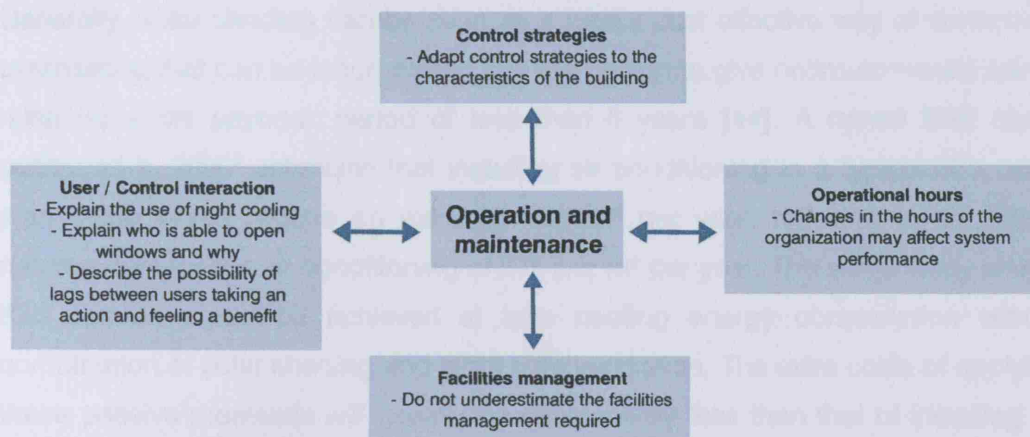 Control strategies
- Adapt control strategies to the
characteristics of the building
User / Control interaction
- Explain the use of night cooling
- Explain who is able to open
windows and why
- Describe the possibility of
lags between users taking an
action and feeling a benefit
Operation and
maintenance
Operational hours
- Changes in the hours of the
organization may affect system
performance
Facilities management
- Do not underestimate the facilities
management required